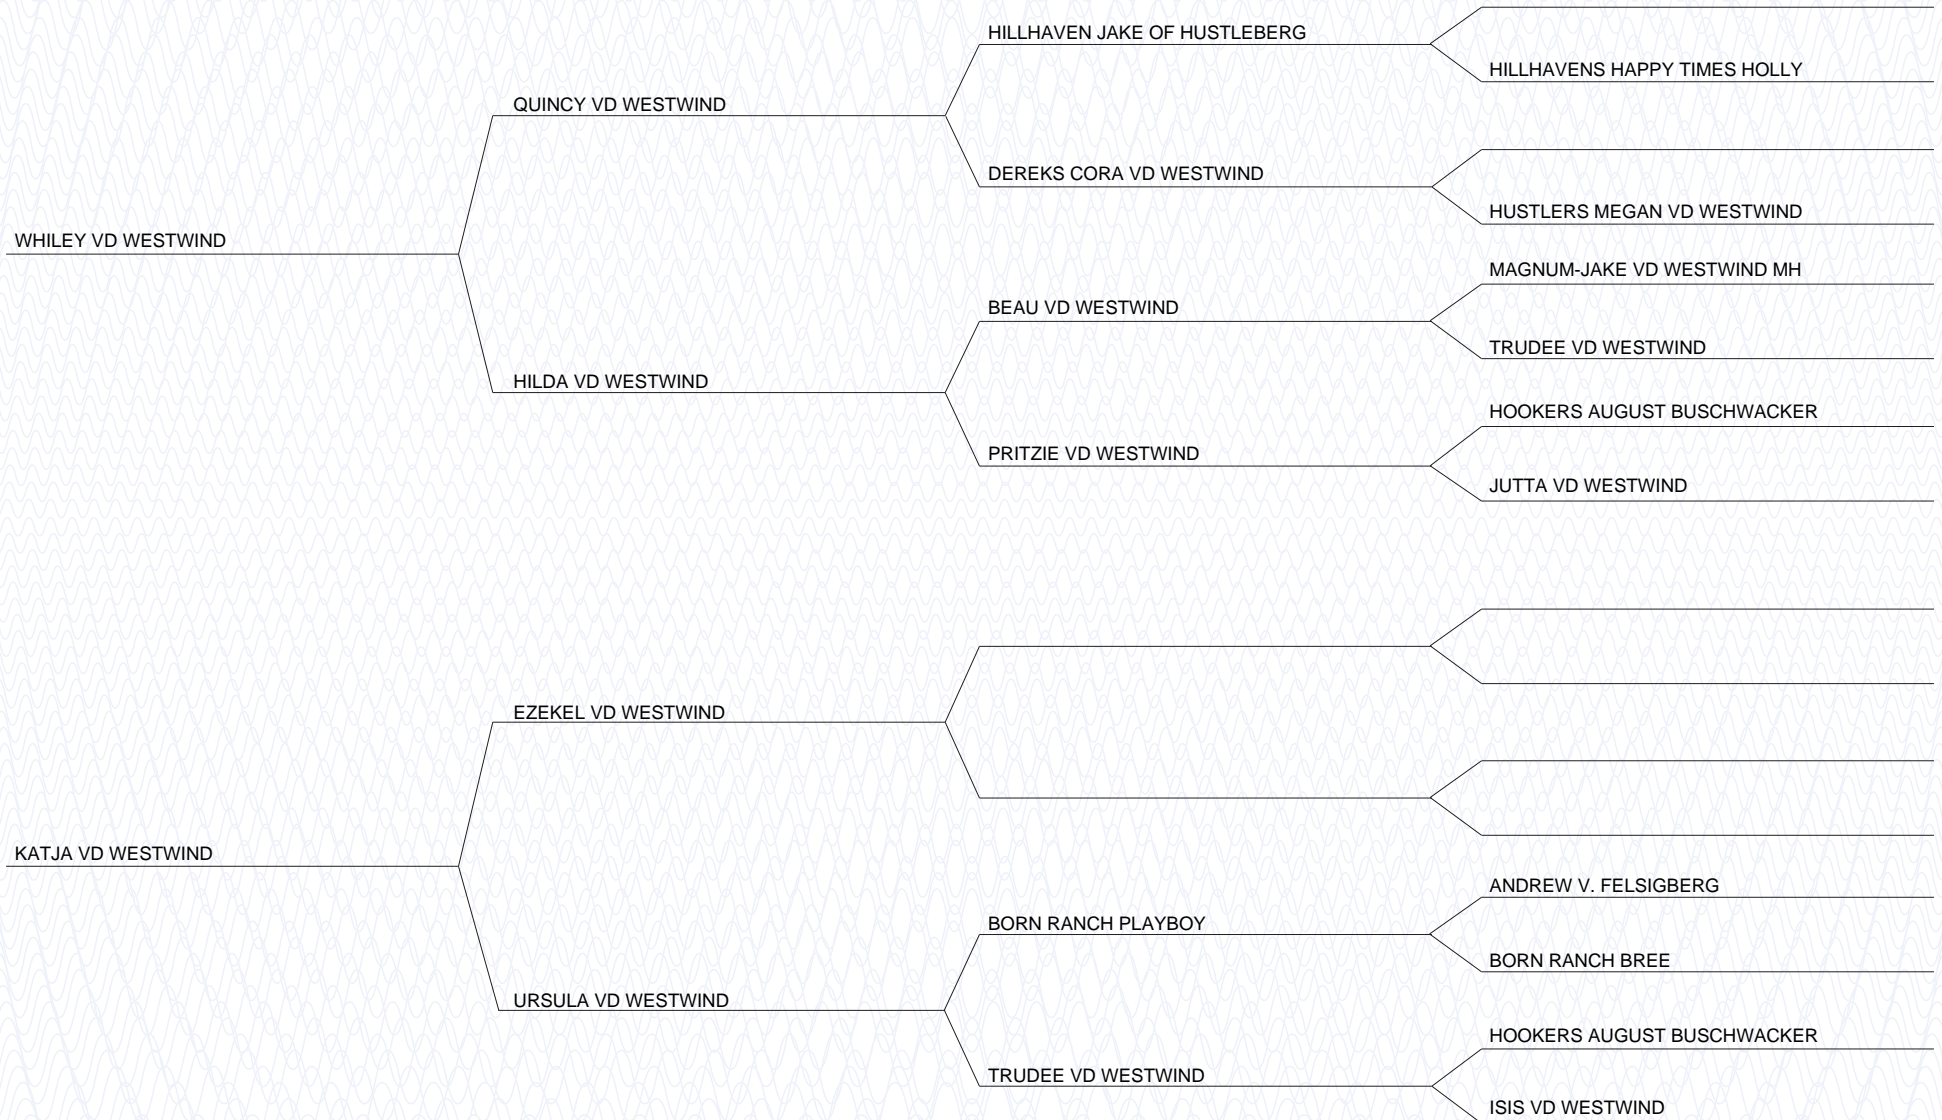 HILLHAVEN JAKE OF HUSTLEBERG
HILLHAVENS HAPPY TIMES HOLLY
QUINCY VD WESTWIND
DEREKS CORA VD WESTWIND
HUSTLERS MEGAN VD WESTWIND
WHILEY VD WESTWIND
MAGNUM-JAKE VD WESTWIND MH
BEAU VD WESTWIND
TRUDEE VD WESTWIND
HILDA VD WESTWIND
HOOKERS AUGUST BUSCHWACKER
PRITZIE VD WESTWIND
JUTTA VD WESTWIND
EZEKEL VD WESTWIND
KATJA VD WESTWIND
ANDREW V. FELSIGBERG
BORN RANCH PLAYBOY
BORN RANCH BREE
URSULA VD WESTWIND
HOOKERS AUGUST BUSCHWACKER
TRUDEE VD WESTWIND
ISIS VD WESTWIND